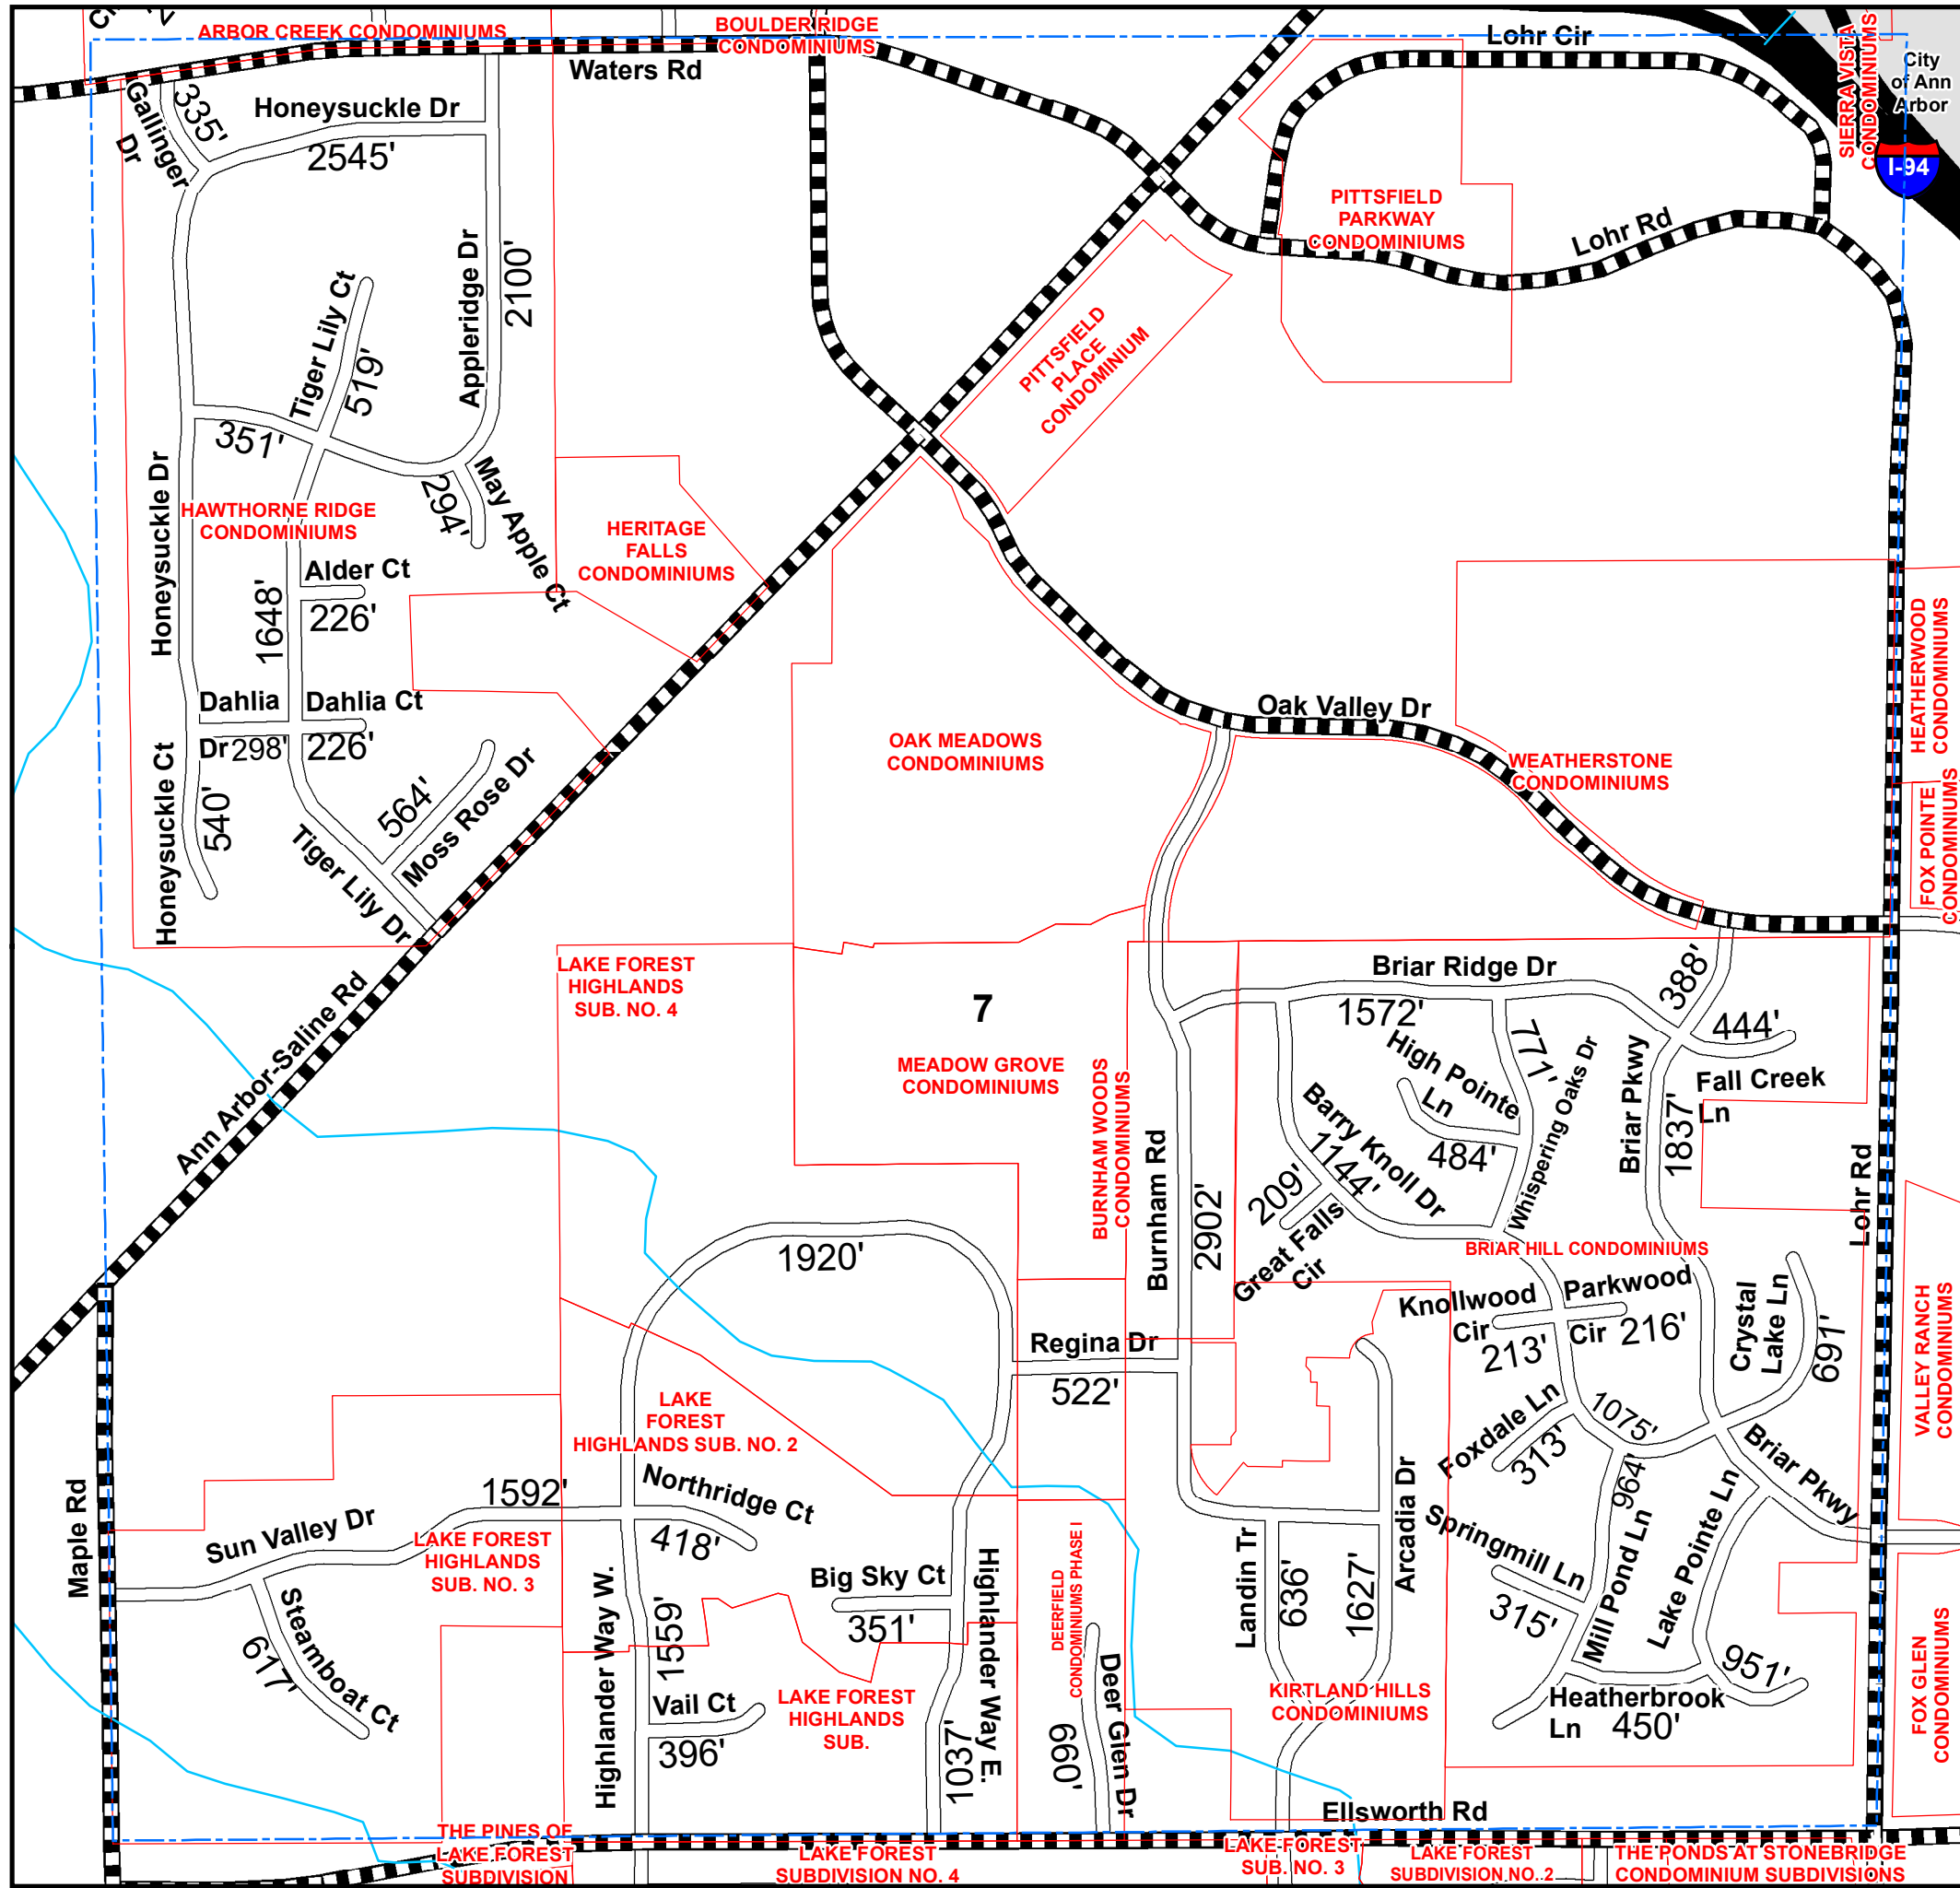 ARBOR CREEK CONDOMINIUMS
BOULDER RIDGE
CONDOMINIUMS
Waters Rd
Lohr Cir
SIERRA VISTA
CONDOMINIUMS
City
of Ann
Arbor
I-94
Gallinger
Dr
335'
Honeysuckle Dr
2545'
Appleridge Dr
2100'
Tiger Lily Ct
519'
351'
May Apple Ct
294'
Honeysuckle Dr
HAWTHORNE RIDGE
CONDOMINIUMS
Alder Ct
226'
1648'
Dahlia
Dr
298'
Dahlia Ct
226'
Honeysuckle Ct
540'
564'
Moss Rose Dr
Tiger Lily Dr
HERITAGE
FALLS
CONDOMINIUMS
PITTSFIELD
PARKWAY
CONDOMINIUMS
Lohr Rd
PITTSFIELD
PLACE
CONDOMINIUM
OAK MEADOWS
CONDOMINIUMS
Oak Valley Dr
WEATHERSTONE
CONDOMINIUMS
HEATHERWOOD
CONDOMINIUMS
FOX POINTE
CONDOMINIUMS
Ann Arbor-Saline Rd
LAKE FOREST
HIGHLANDS
SUB. NO. 4
7
MEADOW GROVE
CONDOMINIUMS
BURNHAM WOODS
CONDOMINIUMS
Burnham Rd
2902'
Briar Ridge Dr
1572'
388'
444'
Fall Creek
Ln
High Pointe
Ln
484'
771'
Whispering Oaks Dr
Briar Pkwy
1837'
Barry Knoll Dr
1144'
209'
Great Falls
Cir
Lohr Rd
BRIAR HILL CONDOMINIUMS
Knollwood
Cir
213'
Parkwood
Cir
216'
Crystal
Lake Ln
691'
VALLEY RANCH
CONDOMINIUMS
1920'
Regina Dr
522'
LAKE
FOREST
HIGHLANDS SUB. NO. 2
Foxdale Ln
313'
1075'
964'
Briar Pkwy
Maple Rd
Sun Valley Dr
1592'
Northridge Ct
418'
LAKE FOREST
HIGHLANDS
SUB. NO. 3
Steamboat Ct
617'
Highlander Way W.
1559'
Big Sky Ct
351'
Highlander Way E.
1037'
Vail Ct
396'
LAKE FOREST
HIGHLANDS
SUB.
DEERFIELD
CONDOMINIUMS PHASE I
Deer Glen Dr
660'
Landin Tr
636'
1627'
Arcadia Dr
KIRTLAND HILLS
CONDOMINIUMS
Springmill Ln
315'
Mill Pond Ln
Lake Pointe Ln
951'
Heatherbrook
Ln
450'
FOX GLEN
CONDOMINIUMS
Ellsworth Rd
THE PINES OF
LAKE FOREST
SUBDIVISION
LAKE FOREST
SUBDIVISION NO. 4
LAKE FOREST
SUB. NO. 3
LAKE FOREST
SUBDIVISION NO. 2
THE PONDS AT STONEBRIDGE
CONDOMINIUM SUBDIVISIONS